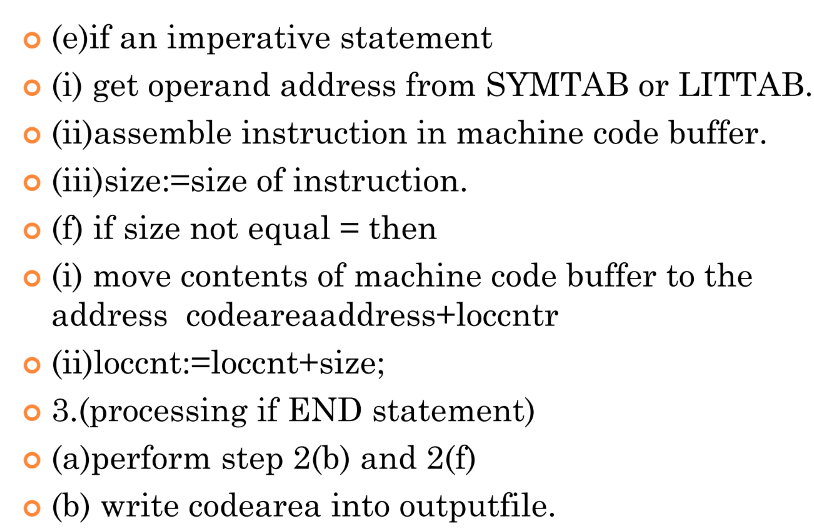 (e)if an imperative statement
(i) get operand address from SYMTAB or LITTAB.
(ii)assemble instruction in machine code buffer.
(iii)size:=size of instruction.
(f) if size not equal = then
(i) move contents of machine code buffer to the
address codeareaaddress+loccntr
(ii)loccnt:=loccnt+size;
3.(processing if END statement)
(a)perform step 2(b) and 2(f)
(b) write codearea into outputfile.